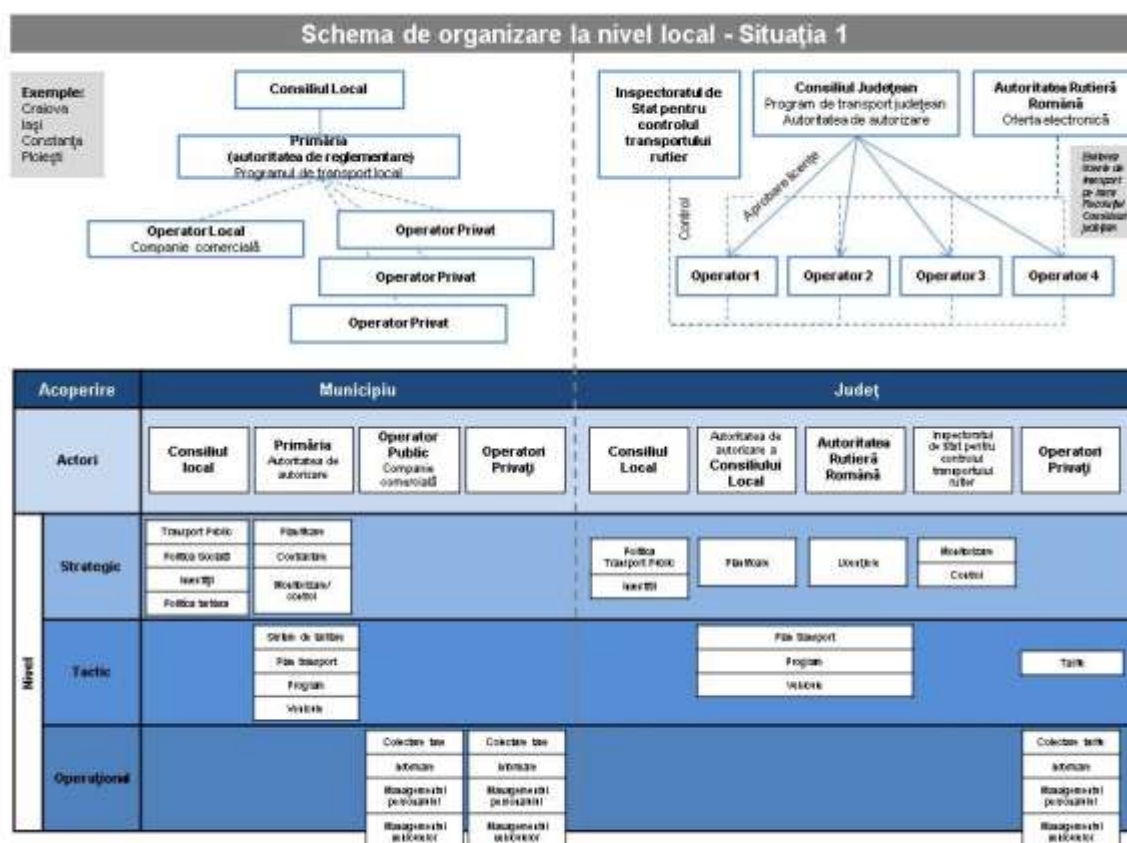 Schema de organizare la nivel local - Situația 1
Exemple:
Craiova
Iași
Constanța
Ploiești
Consiliul Local
Primăria
(autoritatea de reglementare)
Programul de transport local
Operator Local
Companie comercială
Operator Privat
Operator Privat
Operator Privat
Inspectoratul de
Stat pentru
controlul
transportului
rutier
Consiliul Județean
Program de transport județean
Autoritatea de autorizare
Autoritatea Rutieră
Română
Oferta electronică
Aprobare licențe
Control
transport
Operator 1
Operator 2
Operator 3
Operator 4
Acoperire
Municipiu
Județ
Actori
Consiliul
local
Primăria
Autoritatea de
autorizare
Operator
Public
Companie
comercială
Operatori
Privați
Consiliul
Local
Autoritatea de
autorizare a
Consiliului
Local
Autoritatea
Rutieră
Română
Inspectoratul
de Stat pentru
controlul
transportului
rutier
Operatori
Privați
Nivel
Strategic
Transport Public
Politica Socială
Investiții
Politica tarifara
Planificare
Contractare
Monitorizare/
control
Politica
Transport Public
Investitii
Planificare
Licențiere
Monitorizare
Control
Tactic
Sistem de tarifare
Plan transport
Program
Vehicule
Plan transport
Program
Vehicule
Tarife
Operațional
Colectare taxe
Informare
Managementul
personalului
Managementul
Colectare taxe
Informare
Managementul
personalului
Managementul
Colectare tarife
Informare
Managementul
personalului
Managementul